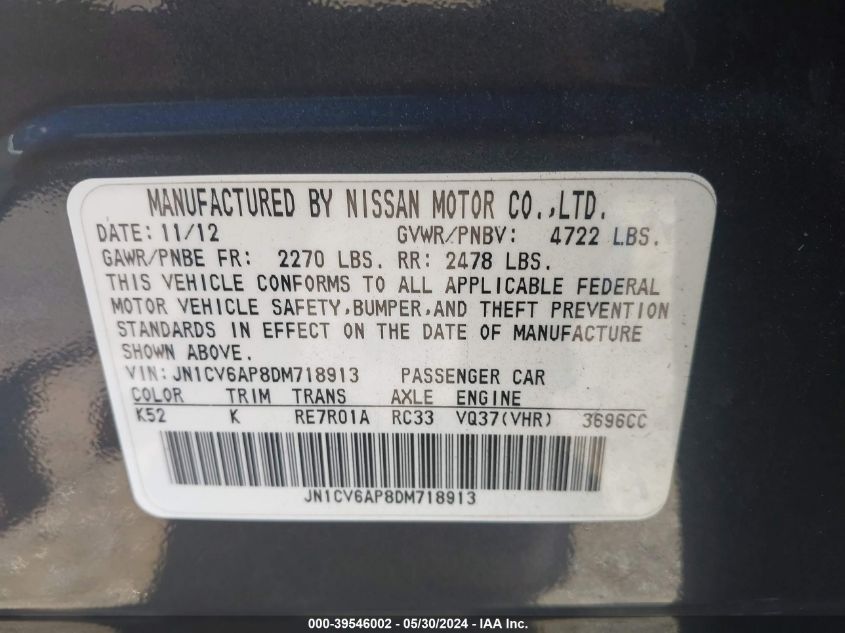 MANUFACTURED BY NISSAN MOTOR CO.,LTD.
DATE: 11/12 GVWR/PNBV: 4722 LBS.
GAWR/PNBE FR: 2270 LBS. RR: 2478 LBS.
THIS VEHICLE CONFORMS TO ALL APPLICABLE FEDERAL
MOTOR VEHICLE SAFETY,BUMPER,AND THEFT PREVENTION
STANDARDS IN EFFECT ON THE DATE OF MANUFACTURE
SHOWN ABOVE.
VIN: JN1CV6AP8DM718913 PASSENGER CAR
COLOR TRIM TRANS AXLE ENGINE
K52 K RE7R01A RC33 VQ37(VHR) 3696CC
JN1CV6AP8DM718913
000-39546002 - 05/30/2024 - IAA Inc.